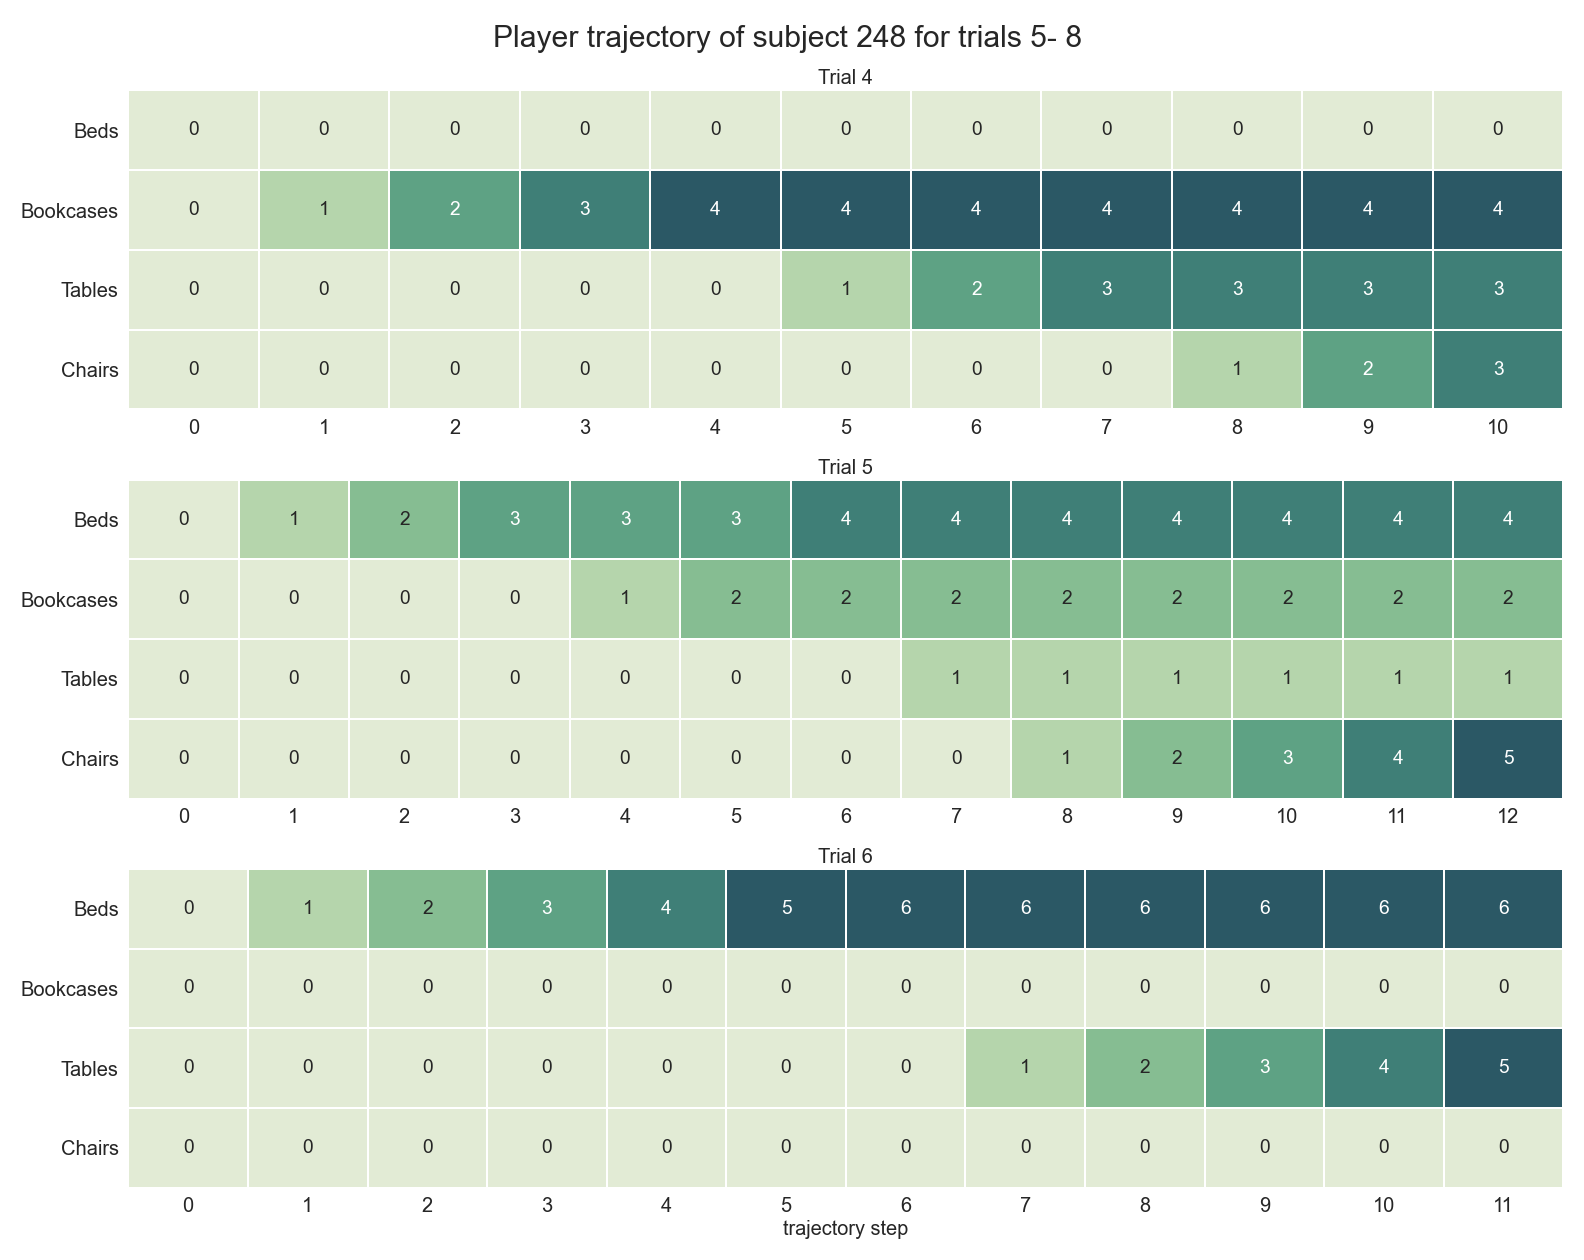 Player trajectory of subject 248 for trials 5- 8
Trial 4
Beds 0 0 0 0 0 0 0 0 0 0 0
Bookcases 0 1 2 3 4 4 4 4 4 4 4
Tables 0 0 0 0 0 1 2 3 3 3 3
Chairs 0 0 0 0 0 0 0 0 1 2 3
0 1 2 3 4 5 6 7 8 9 10
Trial 5
Beds 0 1 2 3 3 3 4 4 4 4 4 4 4
Bookcases 0 0 0 0 1 2 2 2 2 2 2 2 2
Tables 0 0 0 0 0 0 0 1 1 1 1 1 1
Chairs 0 0 0 0 0 0 0 0 1 2 3 4 5
0 1 2 3 4 5 6 7 8 9 10 11 12
Trial 6
Beds 0 1 2 3 4 5 6 6 6 6 6 6
Bookcases 0 0 0 0 0 0 0 0 0 0 0 0
Tables 0 0 0 0 0 0 0 1 2 3 4 5
Chairs 0 0 0 0 0 0 0 0 0 0 0 0
0 1 2 3 4 5 6 7 8 9 10 11
trajectory step